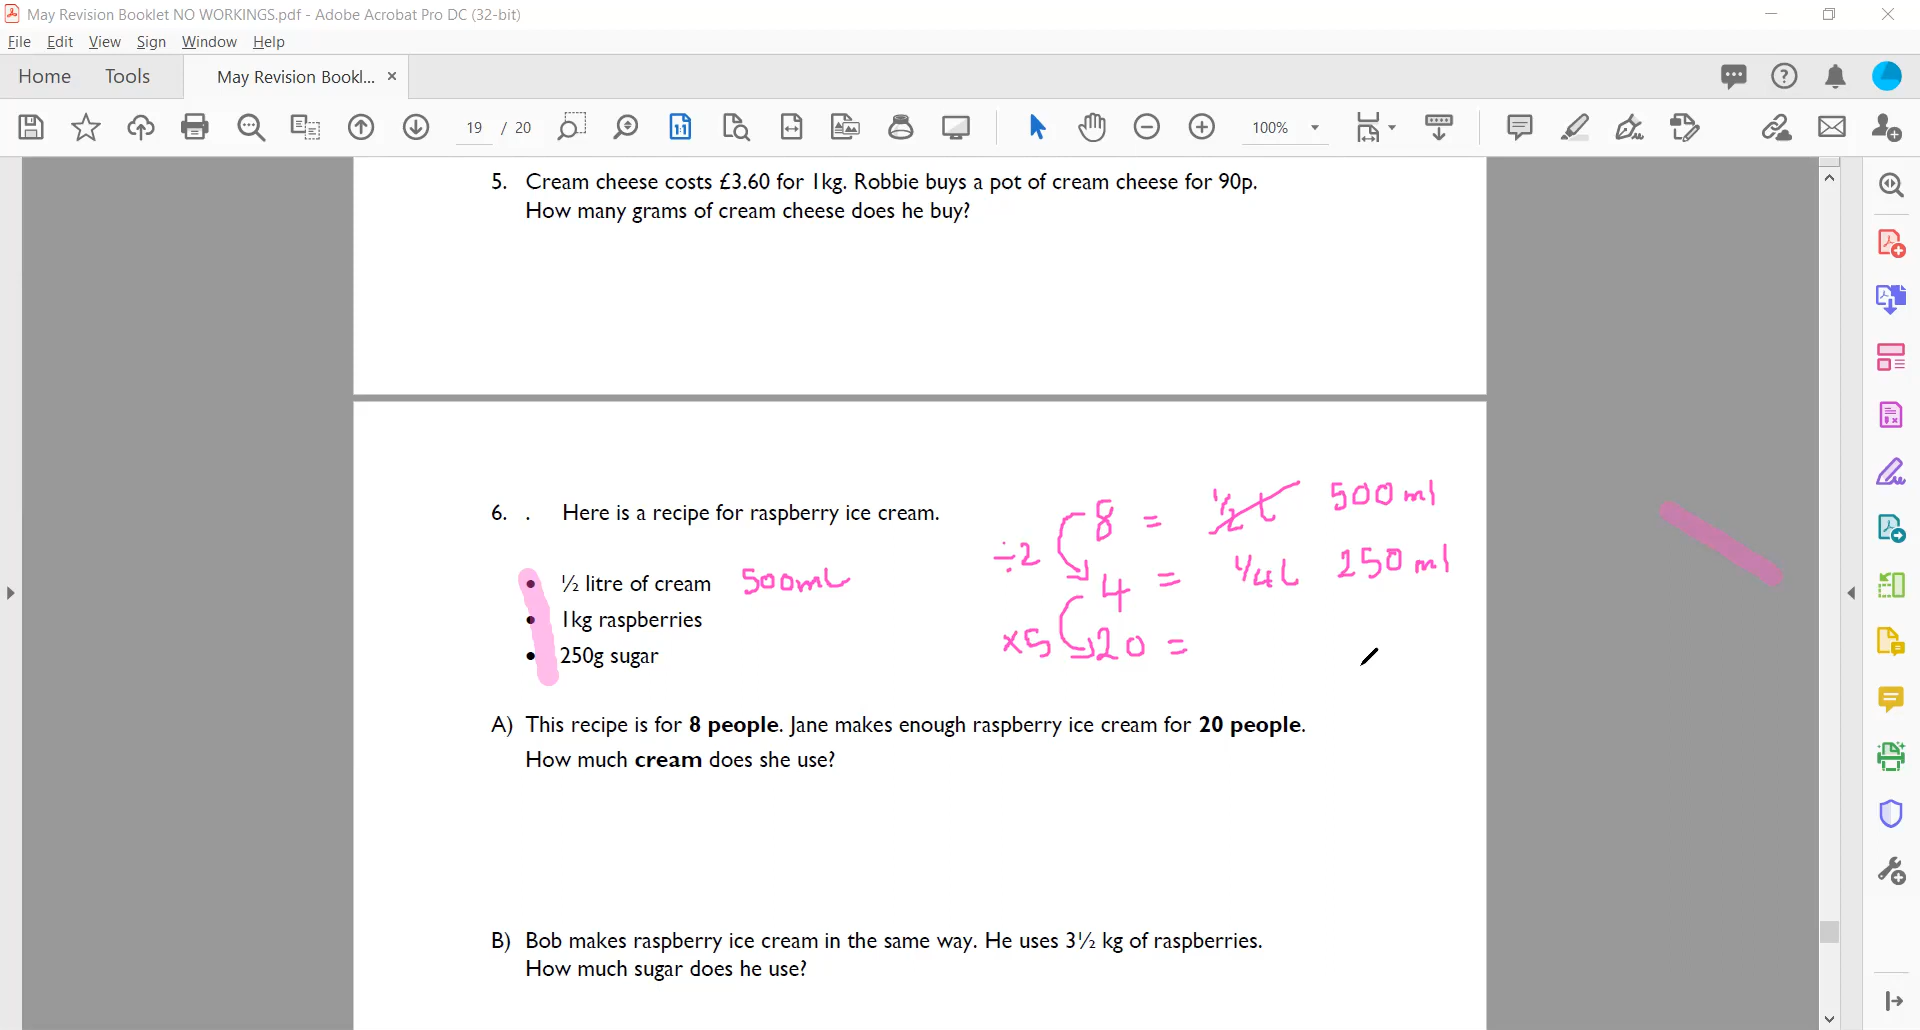 May Revision Booklet NO WORKINGS.pdf - Adobe Acrobat Pro DC (32-bit)
File Edit View Sign Window Help
Home Tools May Revision Bookl... ×
19 / 20 1:1 100%
5. Cream cheese costs £3.60 for 1kg. Robbie buys a pot of cream cheese for 90p.
How many grams of cream cheese does he buy?
6. . Here is a recipe for raspberry ice cream.
• ½ litre of cream 500mL
• 1kg raspberries
• 250g sugar
8 = ½ L 500 ml
÷2
4 = ¼ L 250 ml
×5 20 =
A) This recipe is for 8 people. Jane makes enough raspberry ice cream for 20 people.
How much cream does she use?
B) Bob makes raspberry ice cream in the same way. He uses 3½ kg of raspberries.
How much sugar does he use?